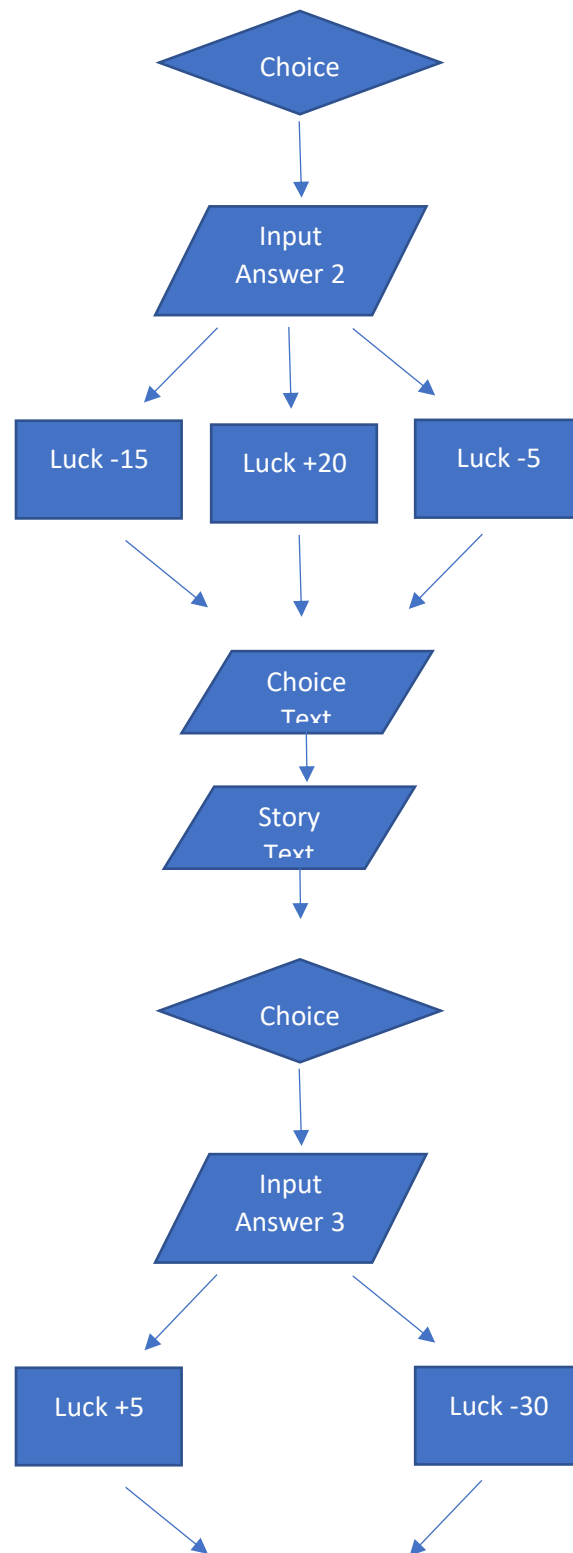 Choice
Input
Answer 2
Luck -15
Luck +20
Luck -5
Choice
Text
Story
Text
Choice
Input
Answer 3
Luck +5
Luck -30